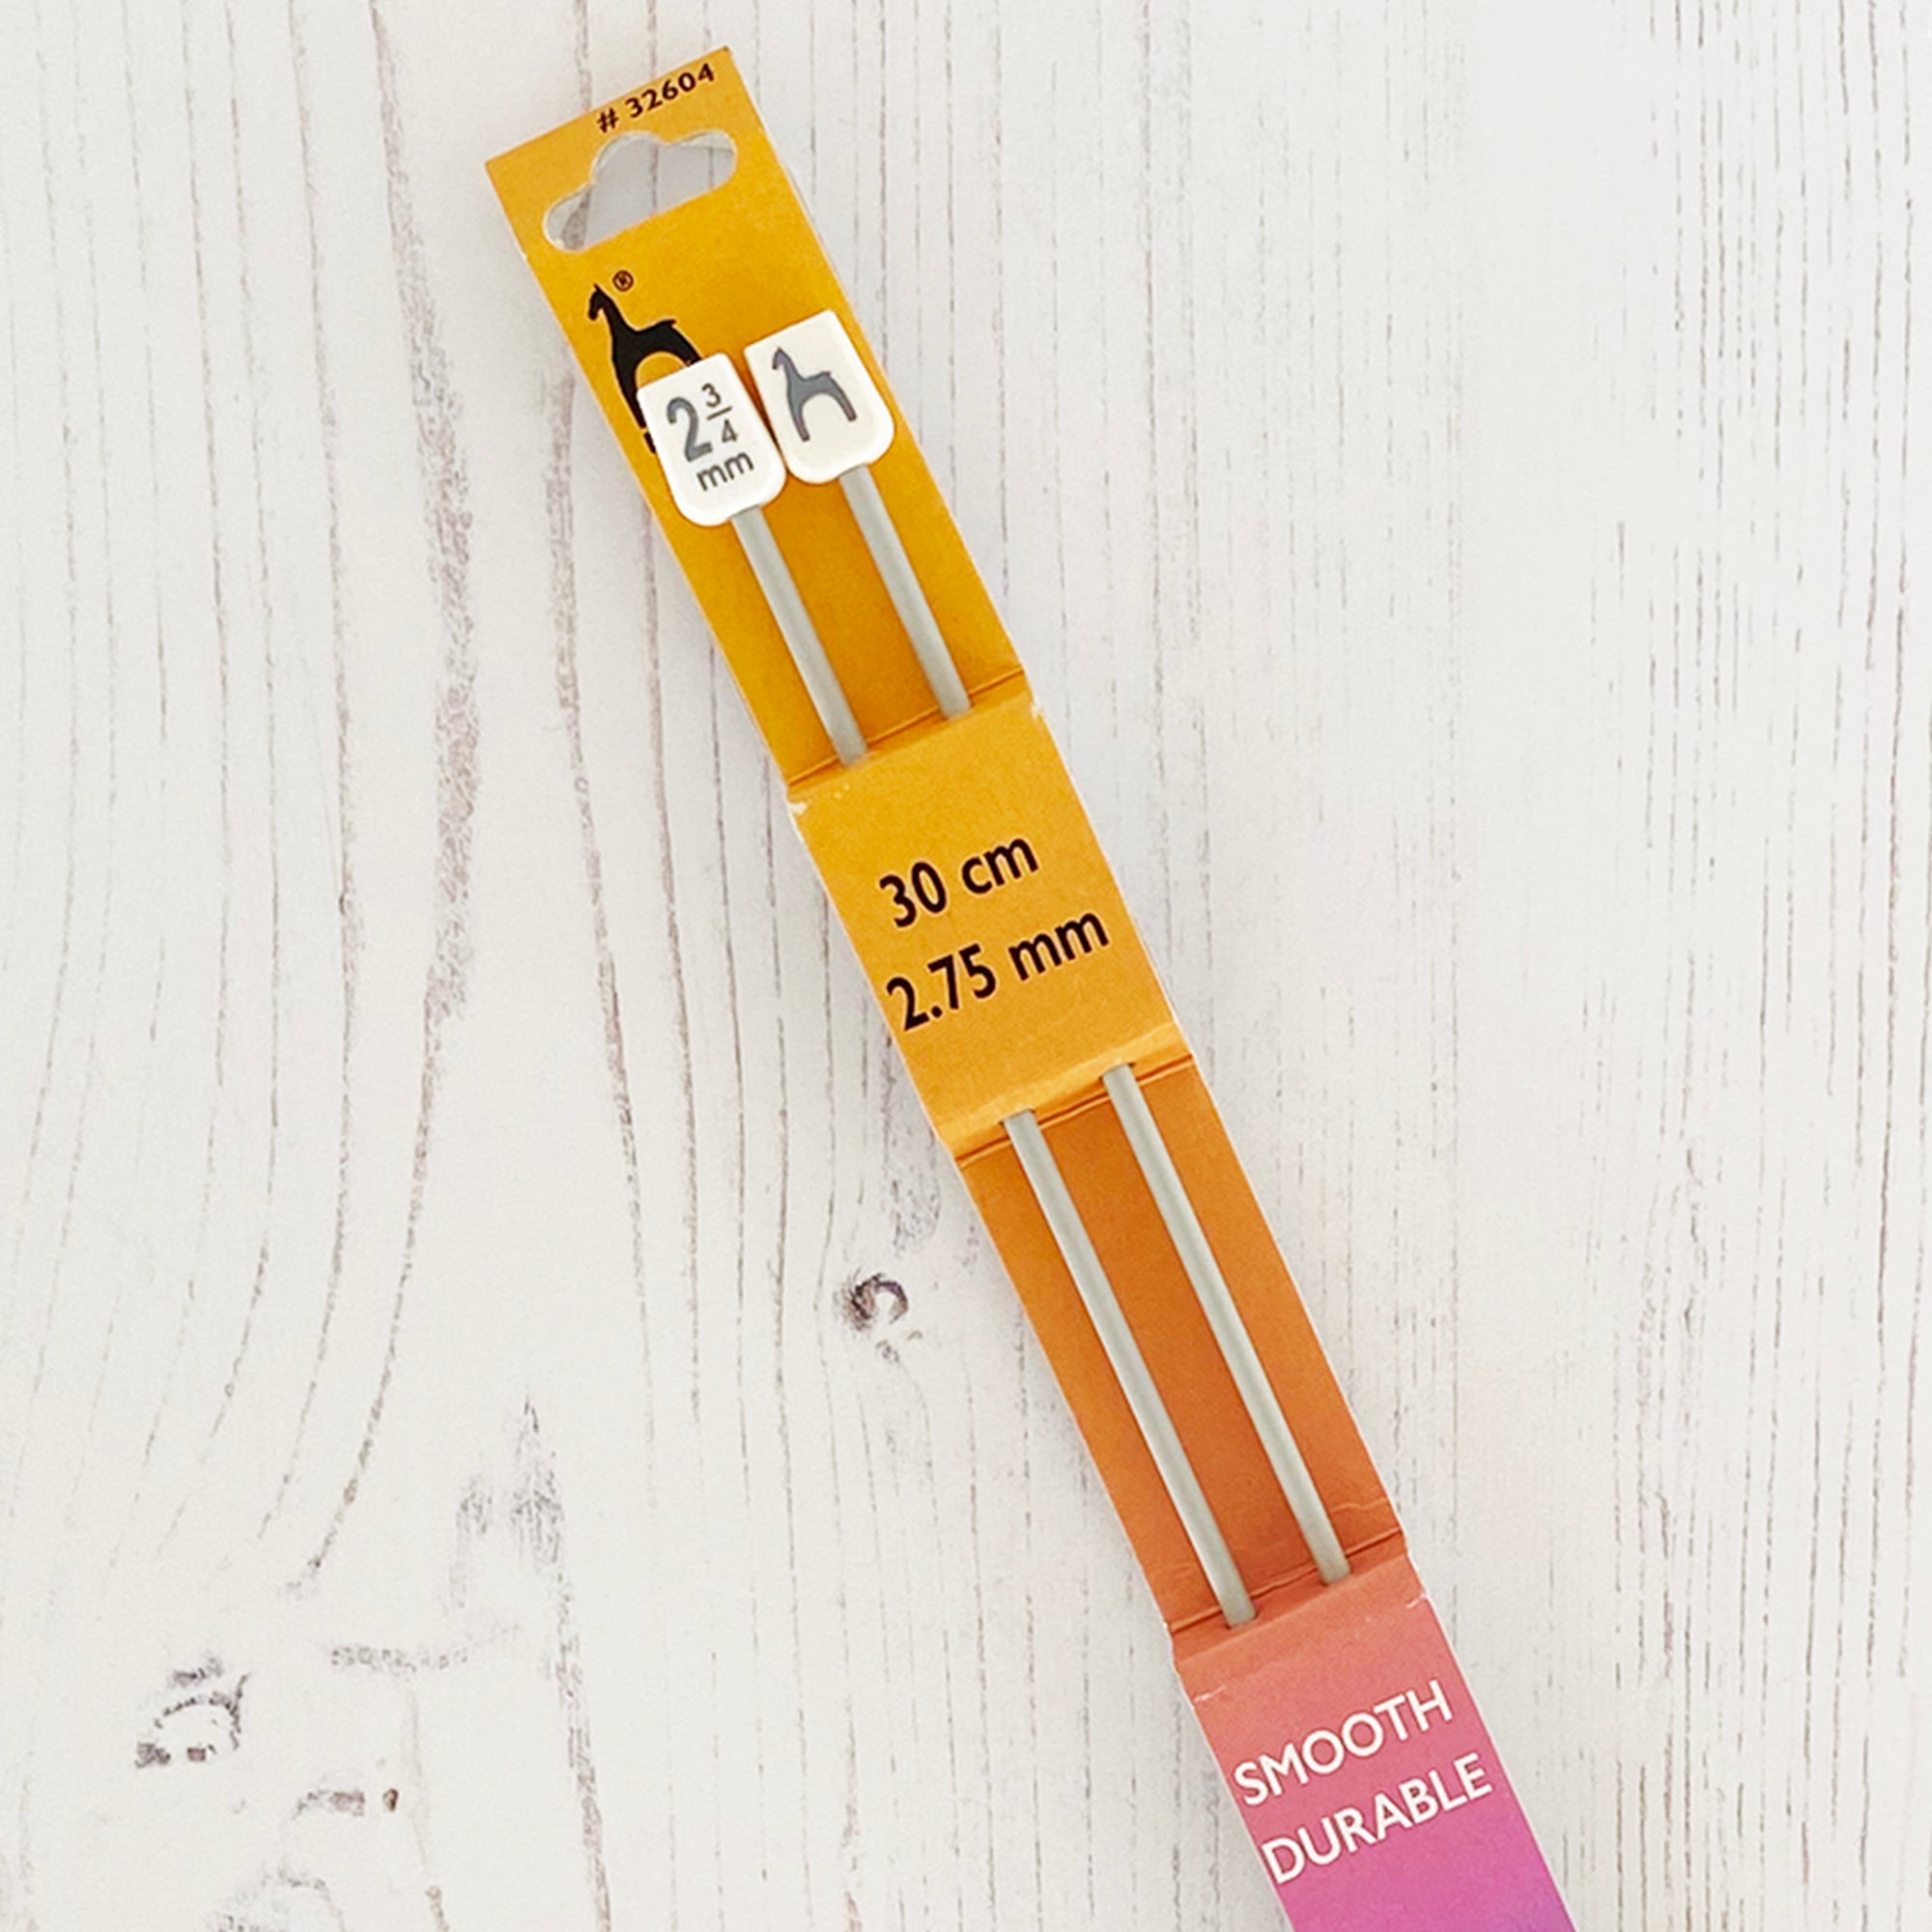 # 32604
®
2 3/4
mm
30 cm
2.75 mm
SMOOTH
DURABLE